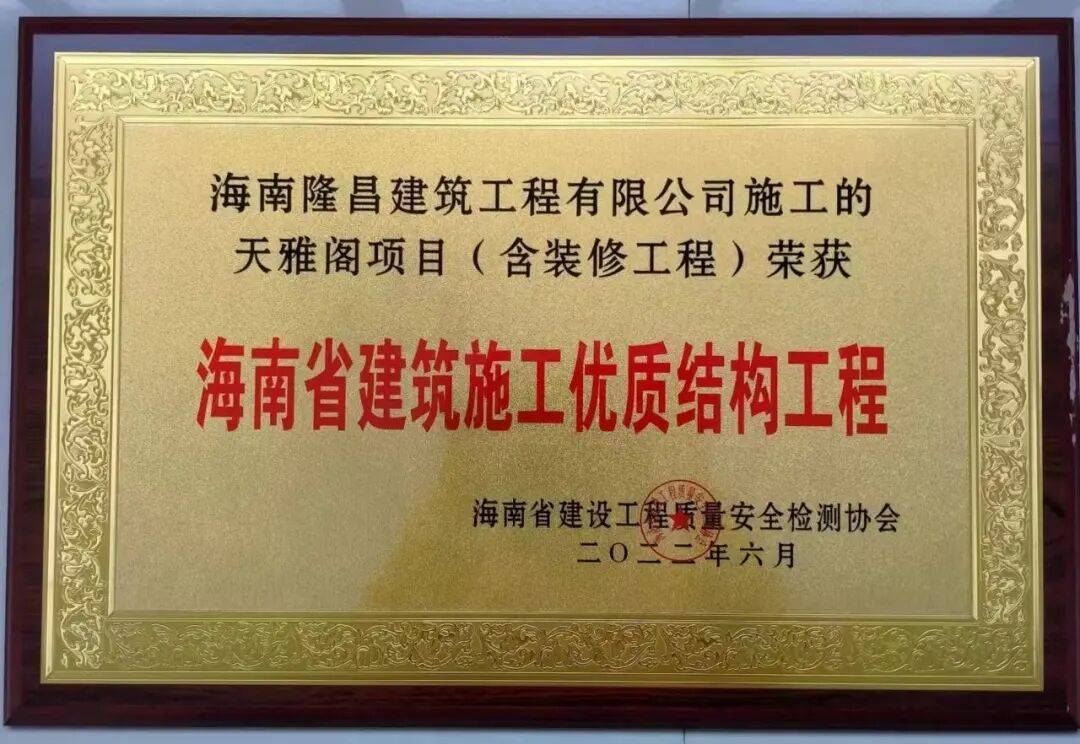 海南隆昌建筑工程有限公司施工的
天雅阁项目（含装修工程）荣获
海南省建筑施工优质结构工程
海南省建设工程质量安全检测协会
二〇二二年六月